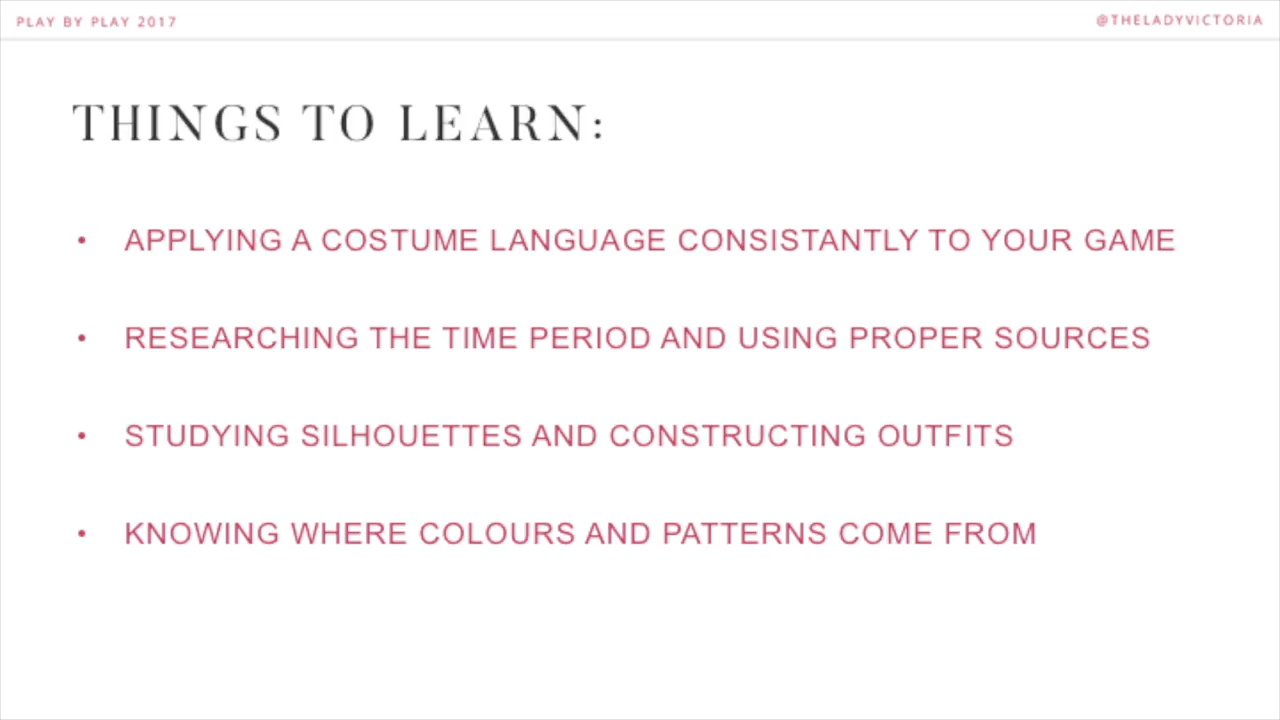 PLAY BY PLAY 2017
@THELADYVICTORIA
THINGS TO LEARN:
• APPLYING A COSTUME LANGUAGE CONSISTANTLY TO YOUR GAME
• RESEARCHING THE TIME PERIOD AND USING PROPER SOURCES
• STUDYING SILHOUETTES AND CONSTRUCTING OUTFITS
• KNOWING WHERE COLOURS AND PATTERNS COME FROM